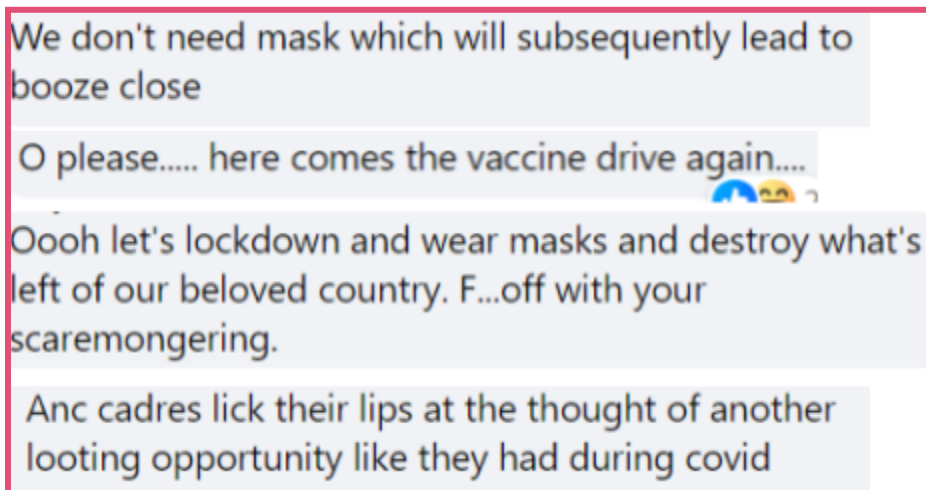 We don't need mask which will subsequently lead to
booze close
O please..... here comes the vaccine drive again....
Oooh let's lockdown and wear masks and destroy what's
left of our beloved country. F...off with your
scaremongering.
Anc cadres lick their lips at the thought of another
looting opportunity like they had during covid